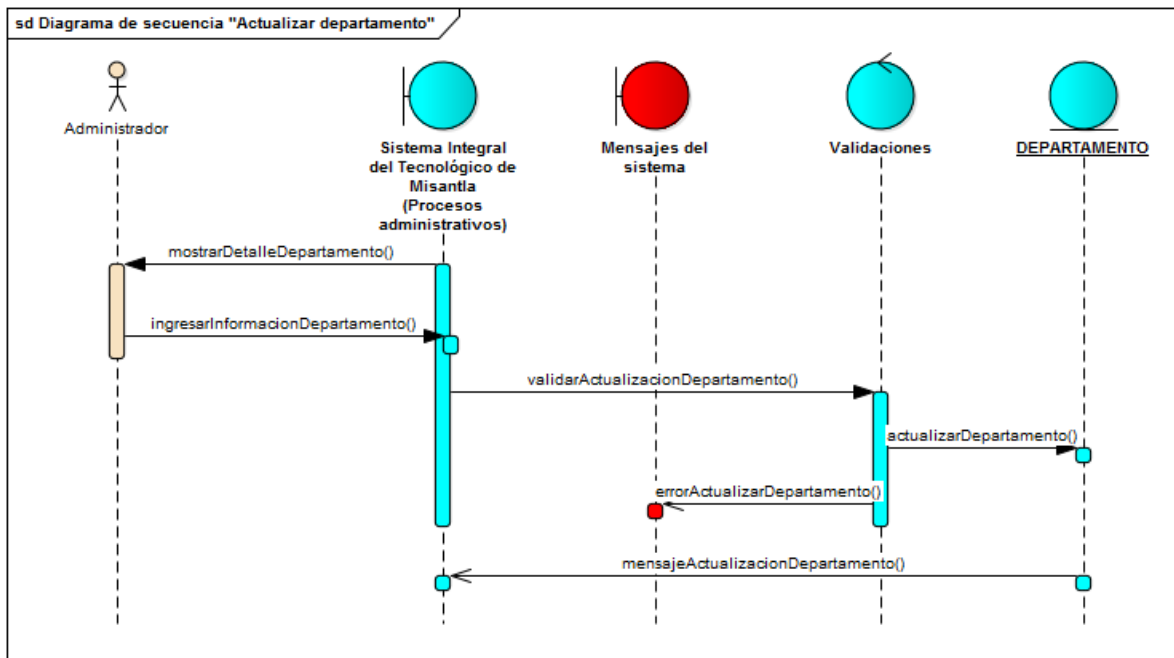 sd Diagrama de secuencia "Actualizar departamento"
Administrador
Sistema Integral
del Tecnológico de
Misantla
(Procesos
administrativos)
Mensajes del
sistema
Validaciones
DEPARTAMENTO
mostrarDetalleDepartamento()
ingresarInformacionDepartamento()
validarActualizacionDepartamento()
actualizarDepartamento()
errorActualizarDepartamento()
mensajeActualizacionDepartamento()